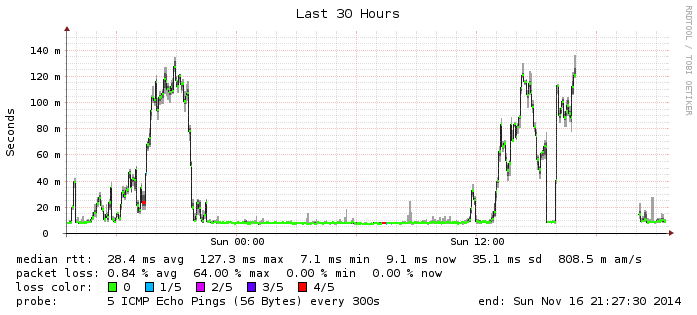 Last 30 Hours
RRDTOOL / TOBI OETIKER
Seconds
140 m
120 m
100 m
80 m
60 m
40 m
20 m
0
Sun 00:00 Sun 12:00
median rtt: 28.4 ms avg 127.3 ms max 7.1 ms min 9.1 ms now 35.1 ms sd 808.5 m am/s
packet loss: 0.84 % avg 64.00 % max 0.00 % min 0.00 % now
loss color: 0 1/5 2/5 3/5 4/5
probe: 5 ICMP Echo Pings (56 Bytes) every 300s end: Sun Nov 16 21:27:30 2014